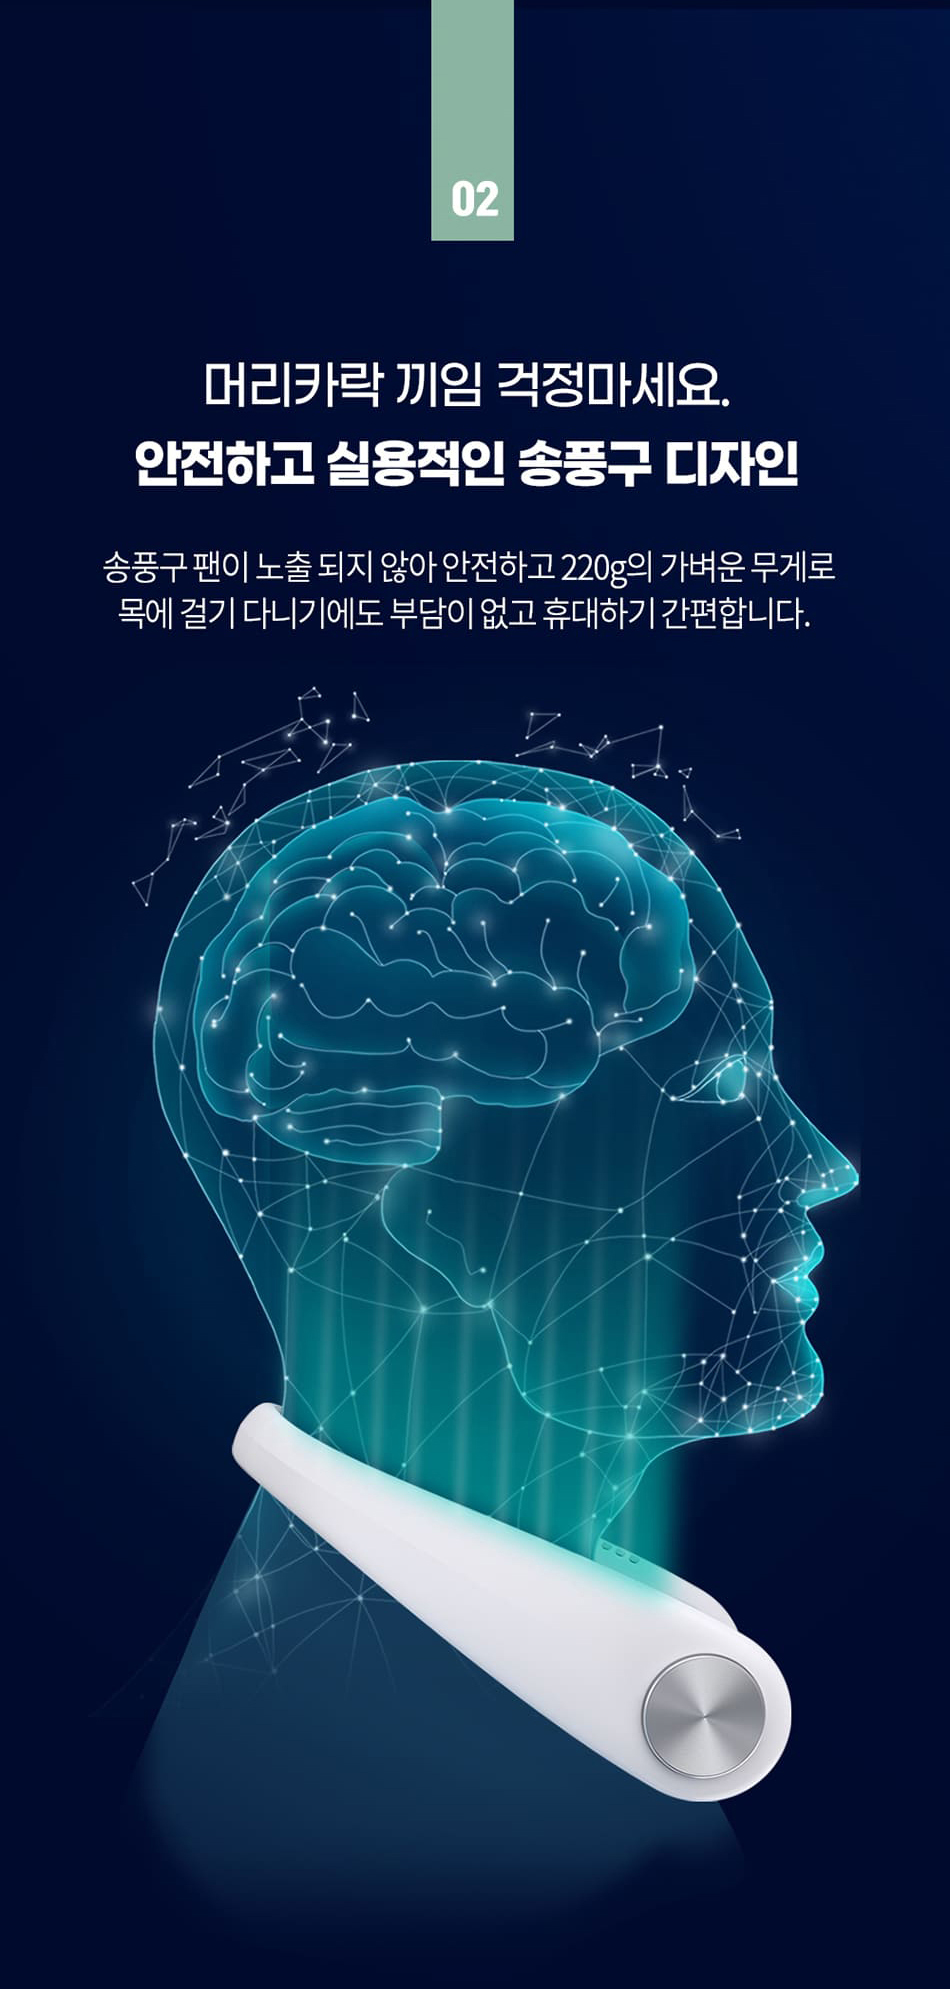 02
머리카락 끼임 걱정마세요.
안전하고 실용적인 송풍구 디자인
송풍구 팬이 노출 되지 않아 안전하고 220g의 가벼운 무게로
목에 걸기 다니기에도 부담이 없고 휴대하기 간편합니다.